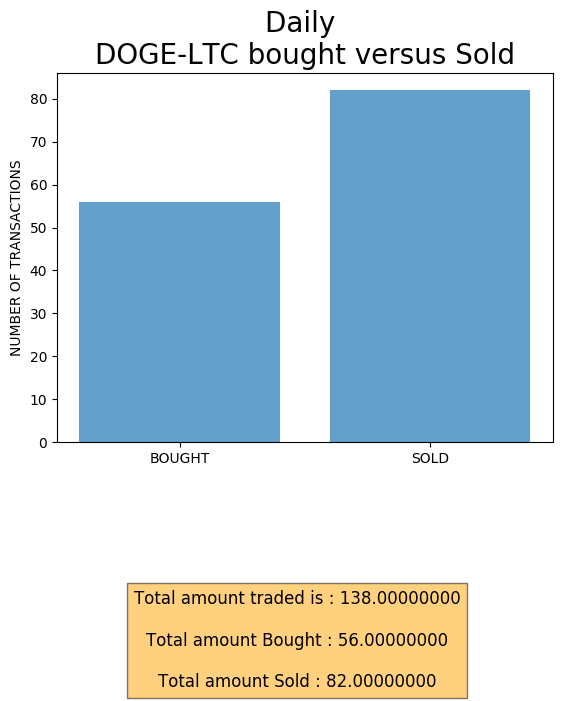 Daily
DOGE-LTC bought versus Sold
NUMBER OF TRANSACTIONS
80
70
60
50
40
30
20
10
0
BOUGHT SOLD
Total amount traded is : 138.00000000
Total amount Bought : 56.00000000
Total amount Sold : 82.00000000